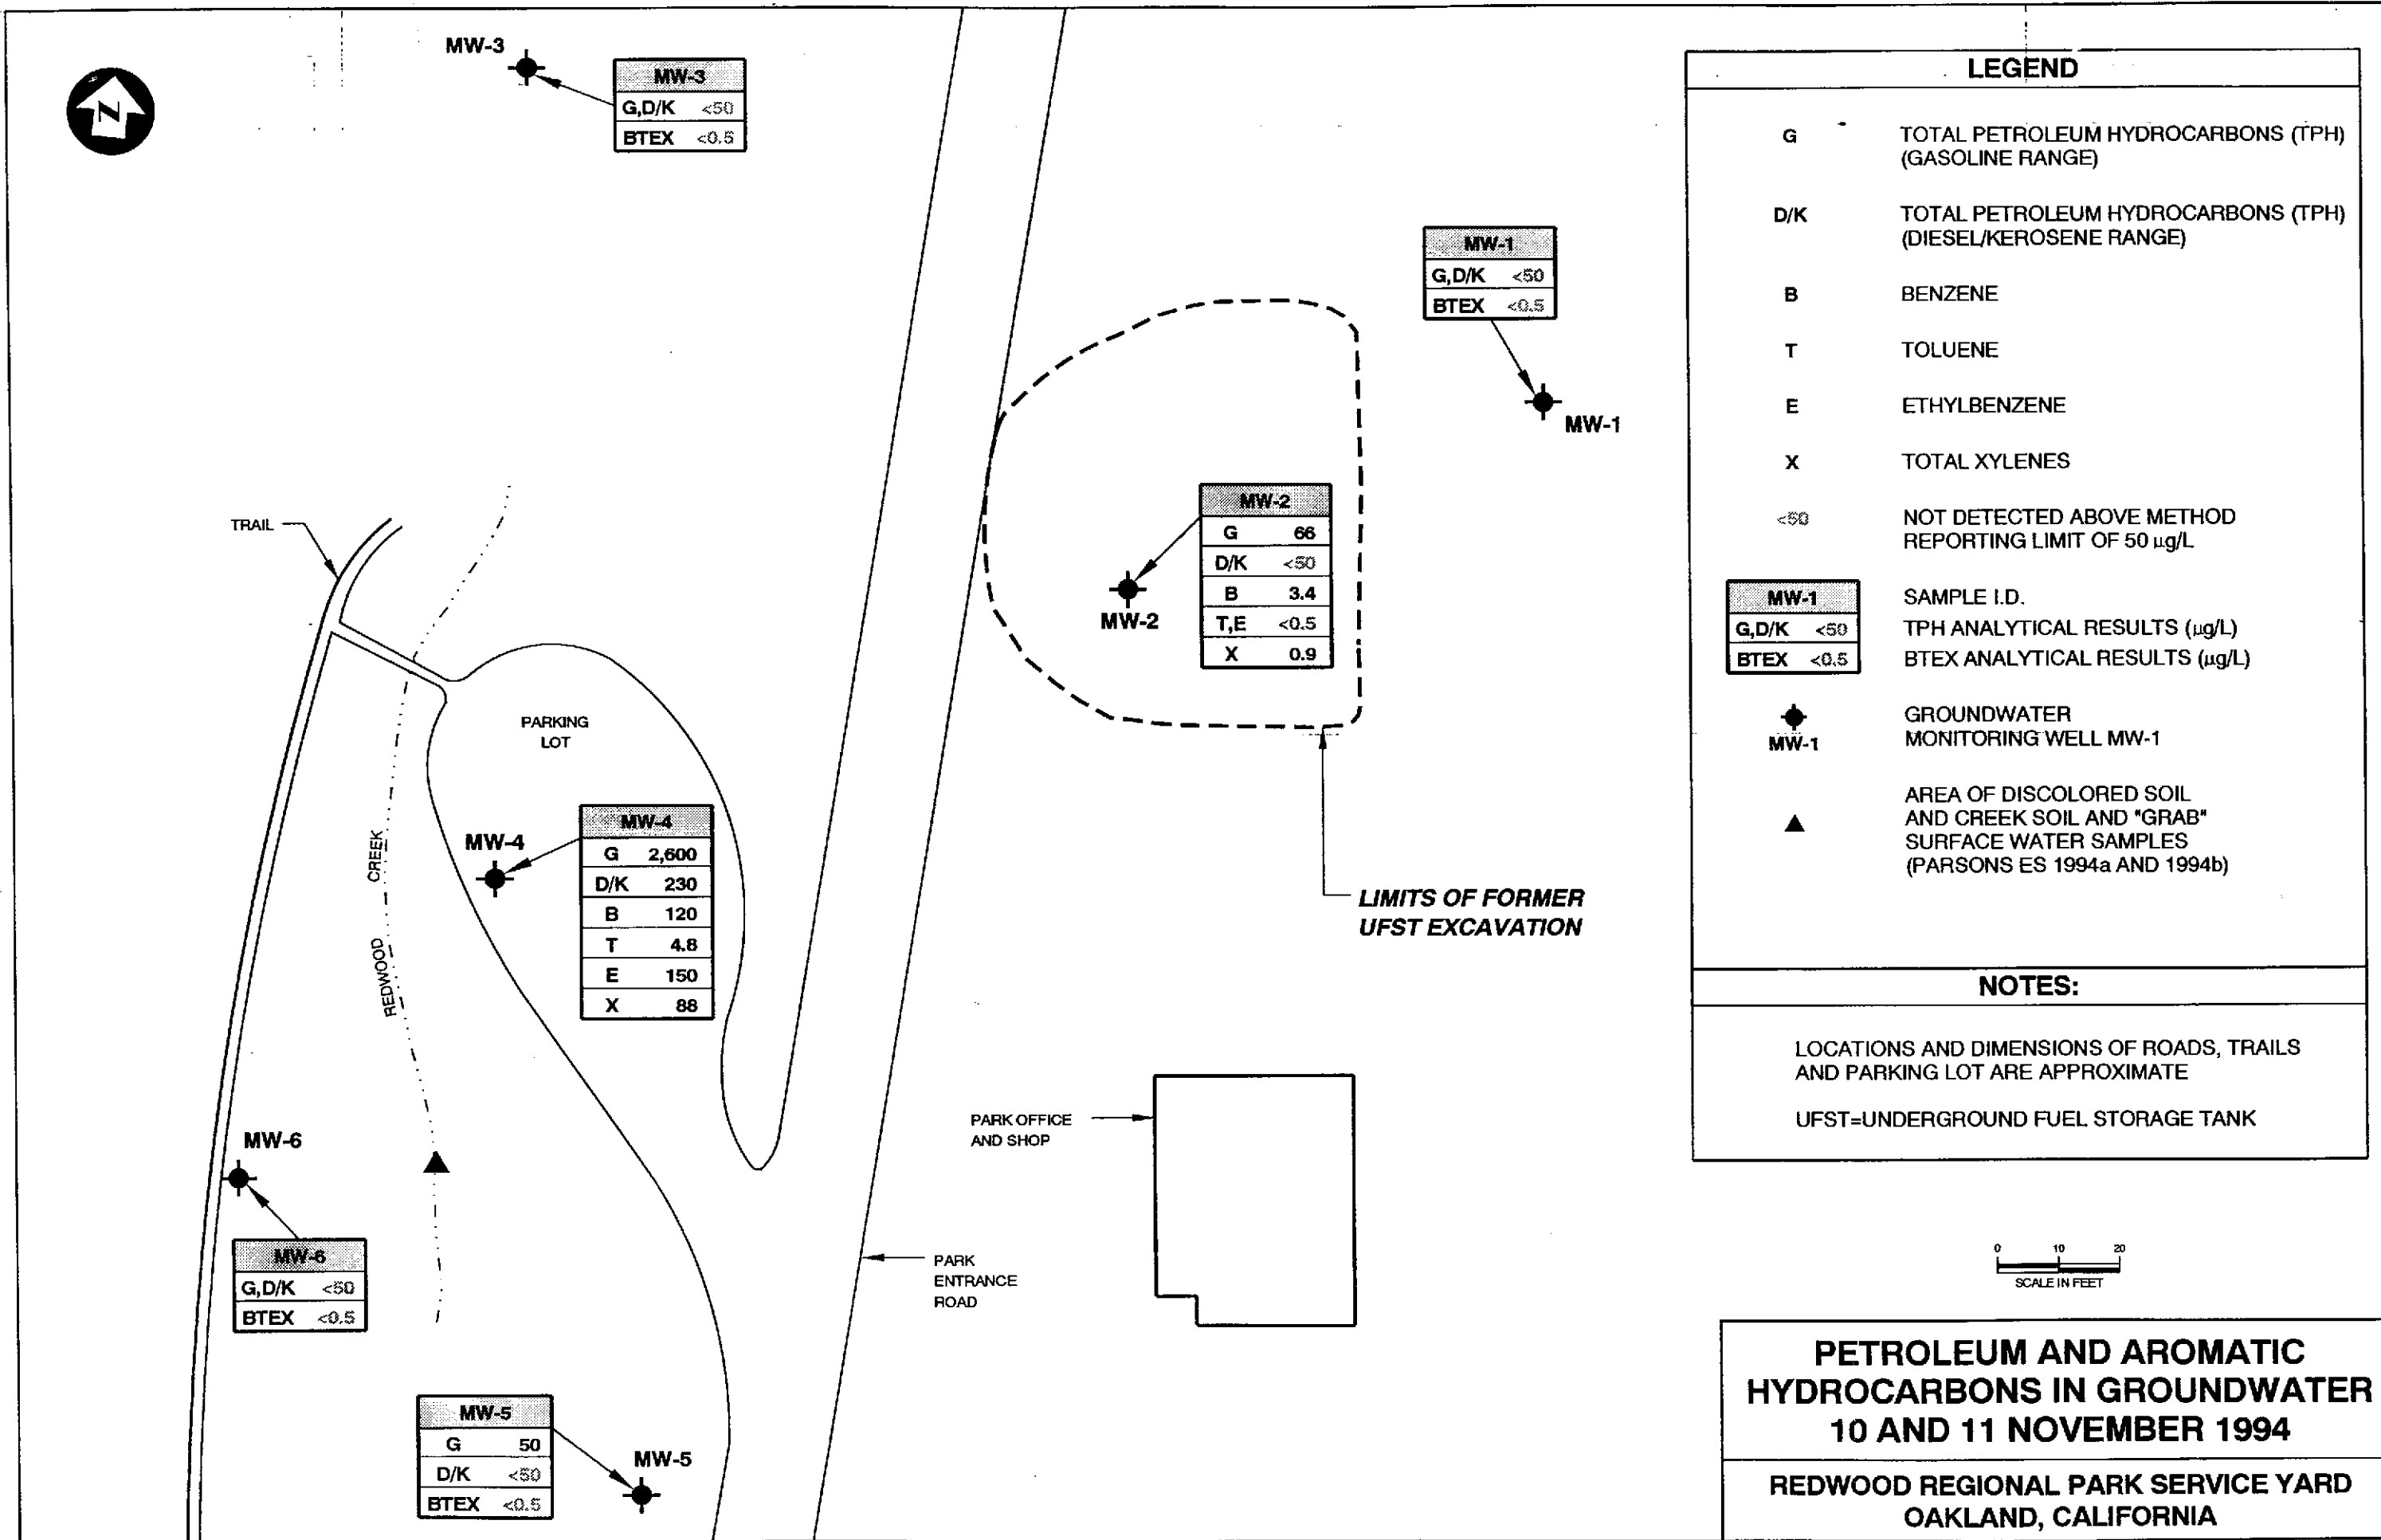 N
MW-3
MW-3
G,D/K <50
BTEX <0.5
MW-1
G,D/K <50
BTEX <0.5
MW-1
MW-2
G 66
D/K <50
B 3.4
T,E <0.5
X 0.9
MW-2
TRAIL
PARKING
LOT
CREEK
REDWOOD
MW-4
MW-4
G 2,600
D/K 230
B 120
T 4.8
E 150
X 88
LIMITS OF FORMER
UFST EXCAVATION
PARK OFFICE
AND SHOP
MW-6
MW-6
G,D/K <50
BTEX <0.5
PARK
ENTRANCE
ROAD
MW-5
G 50
D/K <50
BTEX <0.5
MW-5
LEGEND
G TOTAL PETROLEUM HYDROCARBONS (TPH)
(GASOLINE RANGE)
D/K TOTAL PETROLEUM HYDROCARBONS (TPH)
(DIESEL/KEROSENE RANGE)
B BENZENE
T TOLUENE
E ETHYLBENZENE
X TOTAL XYLENES
<50 NOT DETECTED ABOVE METHOD
REPORTING LIMIT OF 50 µg/L
MW-1 SAMPLE I.D.
G,D/K <50 TPH ANALYTICAL RESULTS (µg/L)
BTEX <0.5 BTEX ANALYTICAL RESULTS (µg/L)
GROUNDWATER
MW-1 MONITORING WELL MW-1
AREA OF DISCOLORED SOIL
AND CREEK SOIL AND "GRAB"
SURFACE WATER SAMPLES
(PARSONS ES 1994a AND 1994b)
NOTES:
LOCATIONS AND DIMENSIONS OF ROADS, TRAILS
AND PARKING LOT ARE APPROXIMATE
UFST=UNDERGROUND FUEL STORAGE TANK
0 10 20
SCALE IN FEET
PETROLEUM AND AROMATIC
HYDROCARBONS IN GROUNDWATER
10 AND 11 NOVEMBER 1994
REDWOOD REGIONAL PARK SERVICE YARD
OAKLAND, CALIFORNIA